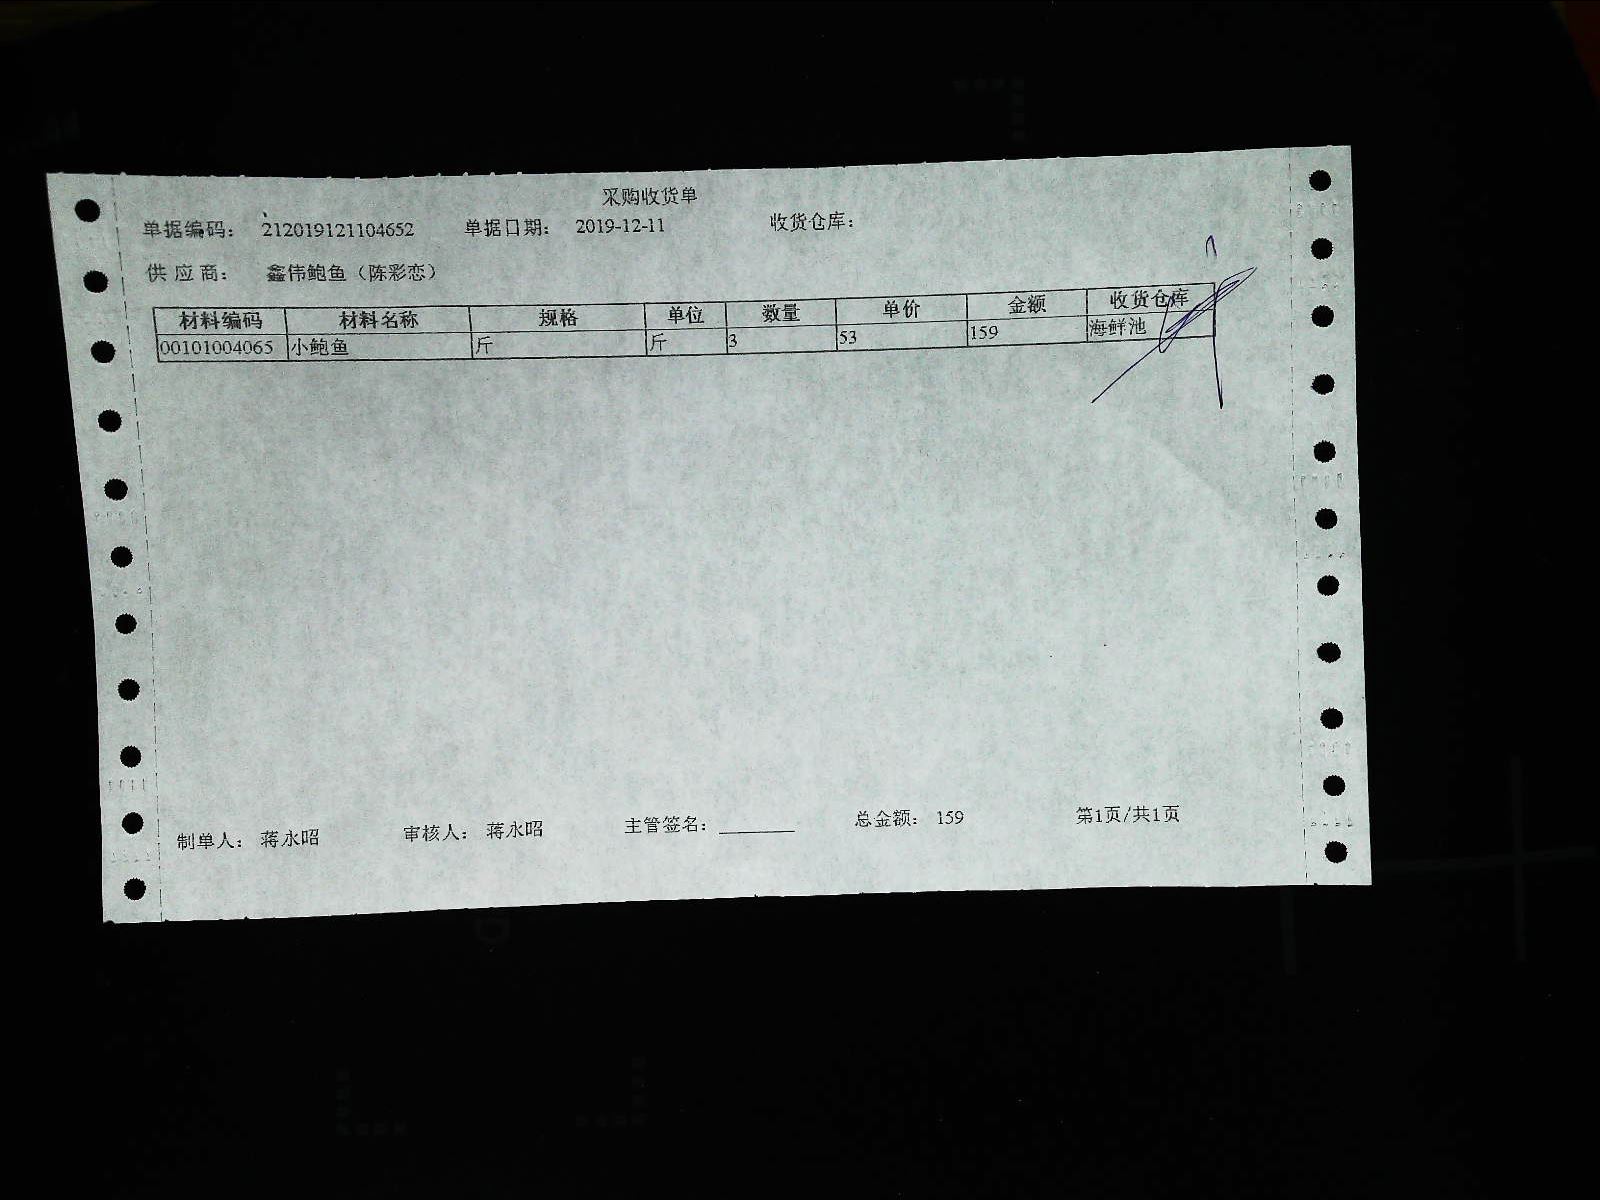 采购收货单
单据编码： 212019121104652 单据日期： 2019-12-11 收货仓库：
供 应 商： 鑫伟鲍鱼（陈彩恋）
材料编码 材料名称 规格 单位 数量 单价 金额 收货仓库
00101004065 小鲍鱼 斤 斤 3 53 159 海鲜池
制单人： 蒋永昭 审核人： 蒋永昭 主管签名： 总金额： 159 第1页/共1页